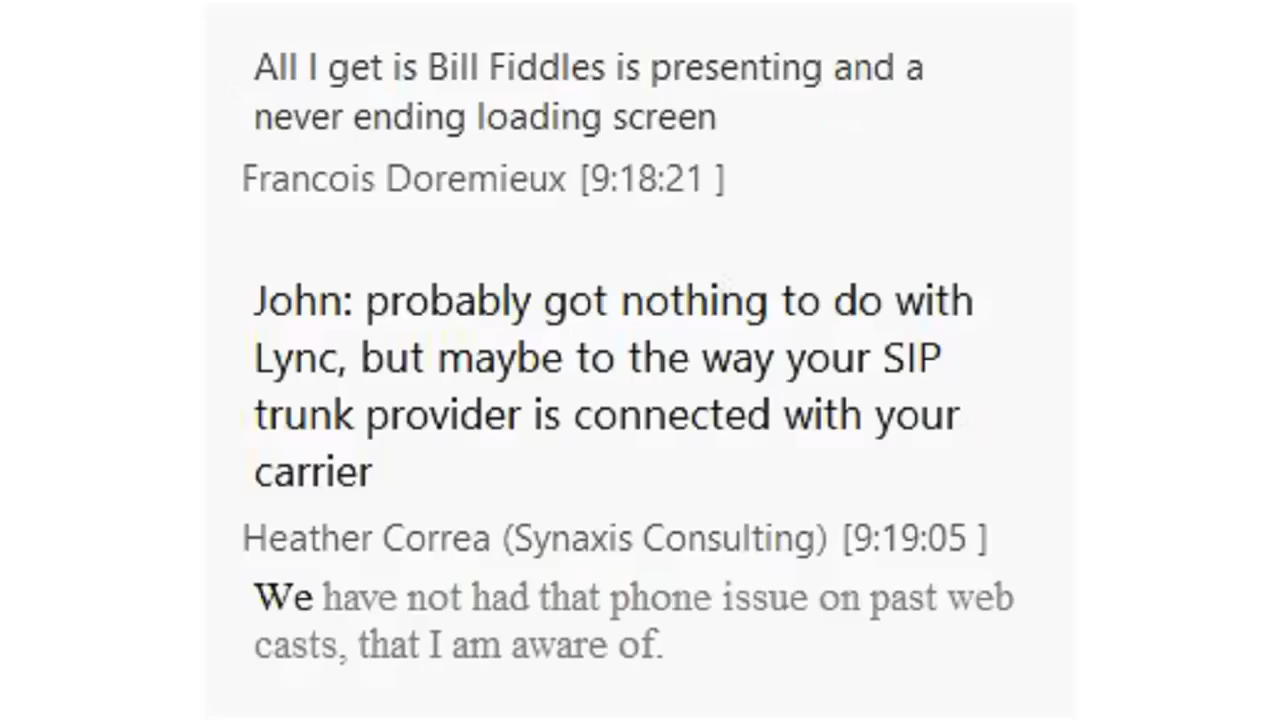 All I get is Bill Fiddles is presenting and a
never ending loading screen
Francois Doremieux [9:18:21 ]
John: probably got nothing to do with
Lync, but maybe to the way your SIP
trunk provider is connected with your
carrier
Heather Correa (Synaxis Consulting) [9:19:05 ]
We have not had that phone issue on past web
casts, that I am aware of.